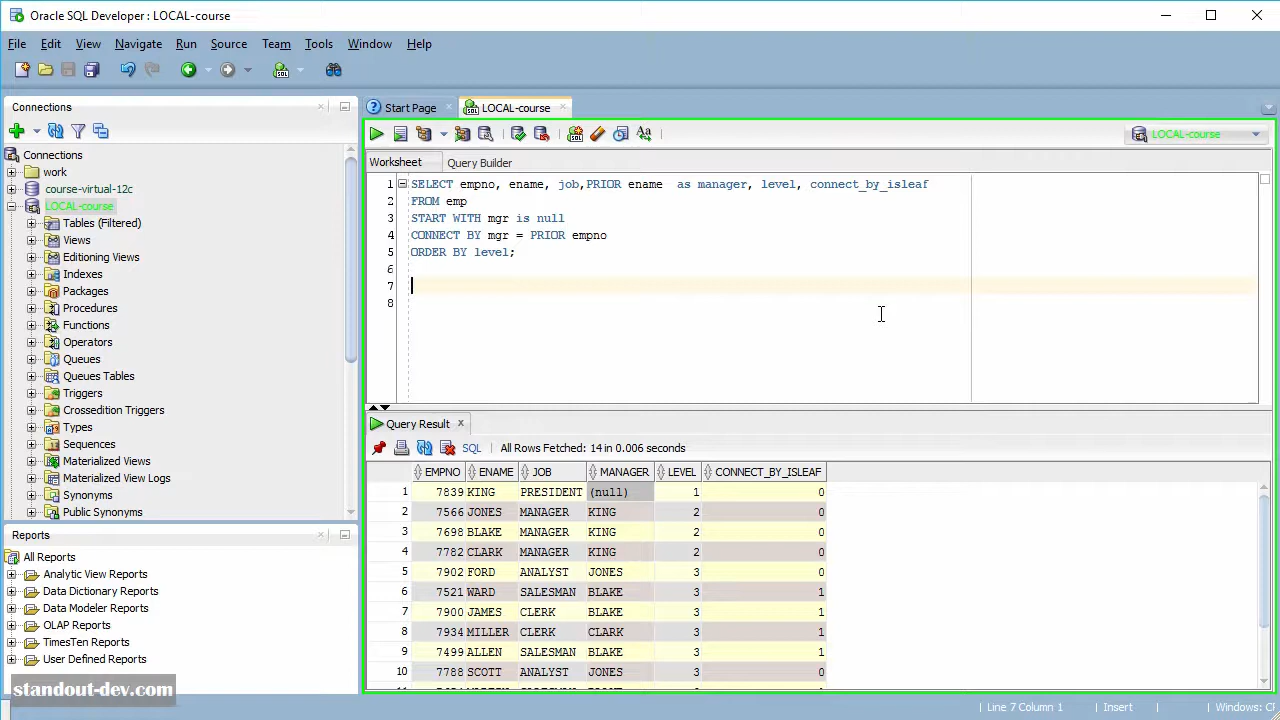 Oracle SQL Developer : LOCAL-course
File Edit View Navigate Run Source Team Tools Window Help
Connections
Connections
work
course-virtual-12c
LOCAL-course
Tables (Filtered)
Views
Editioning Views
Indexes
Packages
Procedures
Functions
Operators
Queues
Queues Tables
Triggers
Crossedition Triggers
Types
Sequences
Materialized Views
Materialized View Logs
Synonyms
Public Synonyms
Reports
All Reports
Analytic View Reports
Data Dictionary Reports
Data Modeler Reports
OLAP Reports
TimesTen Reports
User Defined Reports
standout-dev.com
Start Page LOCAL-course
LOCAL-course
Worksheet Query Builder
1 SELECT empno, ename, job,PRIOR ename as manager, level, connect_by_isleaf
2 FROM emp
3 START WITH mgr is null
4 CONNECT BY mgr = PRIOR empno
5 ORDER BY level;
6
7
8
Query Result
SQL All Rows Fetched: 14 in 0.006 seconds
EMPNO ENAME JOB MANAGER LEVEL CONNECT_BY_ISLEAF
1 7839 KING PRESIDENT (null) 1 0
2 7566 JONES MANAGER KING 2 0
3 7698 BLAKE MANAGER KING 2 0
4 7782 CLARK MANAGER KING 2 0
5 7902 FORD ANALYST JONES 3 0
6 7521 WARD SALESMAN BLAKE 3 1
7 7900 JAMES CLERK BLAKE 3 1
8 7934 MILLER CLERK CLARK 3 1
9 7499 ALLEN SALESMAN BLAKE 3 1
10 7788 SCOTT ANALYST JONES 3 0
Line 7 Column 1 Insert Windows: